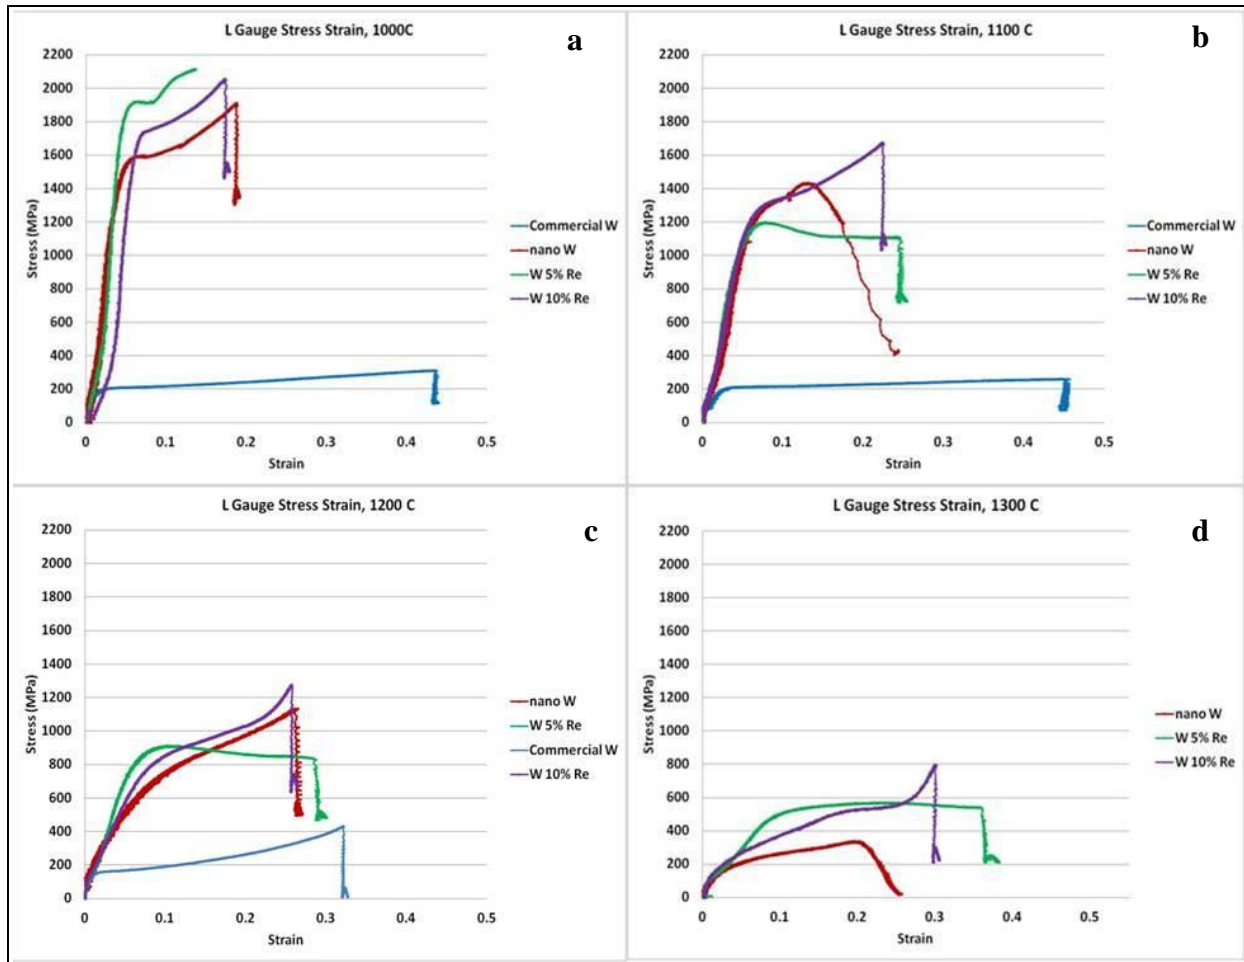 L Gauge Stress Strain, 1000C
a
2200
2000
1800
1600
1400
1200
1000
800
600
400
200
0
Stress (MPa)
0
0.1
0.2
0.3
0.4
0.5
Strain
Commercial W
nano W
W 5% Re
W 10% Re
L Gauge Stress Strain, 1100 C
b
2200
2000
1800
1600
1400
1200
1000
800
600
400
200
0
Stress (MPa)
0
0.1
0.2
0.3
0.4
0.5
Strain
Commercial W
nano W
W 5% Re
W 10% Re
L Gauge Stress Strain, 1200 C
c
2200
2000
1800
1600
1400
1200
1000
800
600
400
200
0
Stress (MPa)
0
0.1
0.2
0.3
0.4
0.5
Strain
nano W
W 5% Re
Commercial W
W 10% Re
L Gauge Stress Strain, 1300 C
d
2200
2000
1800
1600
1400
1200
1000
800
600
400
200
0
Stress (MPa)
0
0.1
0.2
0.3
0.4
0.5
Strain
nano W
W 5% Re
W 10% Re